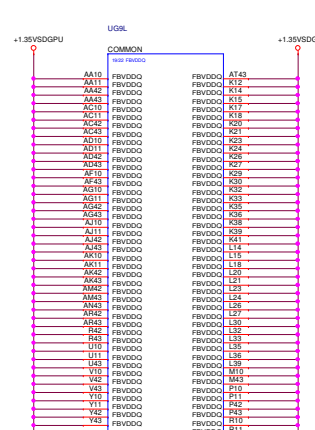 UG9L
+1.35VSDGPU +1.35VSDG
COMMON
19/22 FBVDDQ
AA10 FBVDDQ FBVDDQ AT43
AA11 FBVDDQ FBVDDQ K12
AA42 FBVDDQ FBVDDQ K14
AA43 FBVDDQ FBVDDQ K15
AC10 FBVDDQ FBVDDQ K17
AC11 FBVDDQ FBVDDQ K18
AC42 FBVDDQ FBVDDQ K20
AC43 FBVDDQ FBVDDQ K21
AD10 FBVDDQ FBVDDQ K23
AD11 FBVDDQ FBVDDQ K24
AD42 FBVDDQ FBVDDQ K26
AD43 FBVDDQ FBVDDQ K27
AF10 FBVDDQ FBVDDQ K29
AF43 FBVDDQ FBVDDQ K30
AG10 FBVDDQ FBVDDQ K32
AG11 FBVDDQ FBVDDQ K33
AG42 FBVDDQ FBVDDQ K35
AG43 FBVDDQ FBVDDQ K36
AJ10 FBVDDQ FBVDDQ K38
AJ11 FBVDDQ FBVDDQ K39
AJ42 FBVDDQ FBVDDQ K41
AJ43 FBVDDQ FBVDDQ L14
AK10 FBVDDQ FBVDDQ L15
AK11 FBVDDQ FBVDDQ L18
AK42 FBVDDQ FBVDDQ L20
AK43 FBVDDQ FBVDDQ L21
AM42 FBVDDQ FBVDDQ L23
AM43 FBVDDQ FBVDDQ L24
AN43 FBVDDQ FBVDDQ L26
AR42 FBVDDQ FBVDDQ L27
AR43 FBVDDQ FBVDDQ L30
R42 FBVDDQ FBVDDQ L32
R43 FBVDDQ FBVDDQ L33
U10 FBVDDQ FBVDDQ L35
U11 FBVDDQ FBVDDQ L36
U43 FBVDDQ FBVDDQ L39
V10 FBVDDQ FBVDDQ M10
V42 FBVDDQ FBVDDQ M43
V43 FBVDDQ FBVDDQ P10
Y10 FBVDDQ FBVDDQ P11
Y11 FBVDDQ FBVDDQ P42
Y42 FBVDDQ FBVDDQ P43
Y43 FBVDDQ FBVDDQ R10